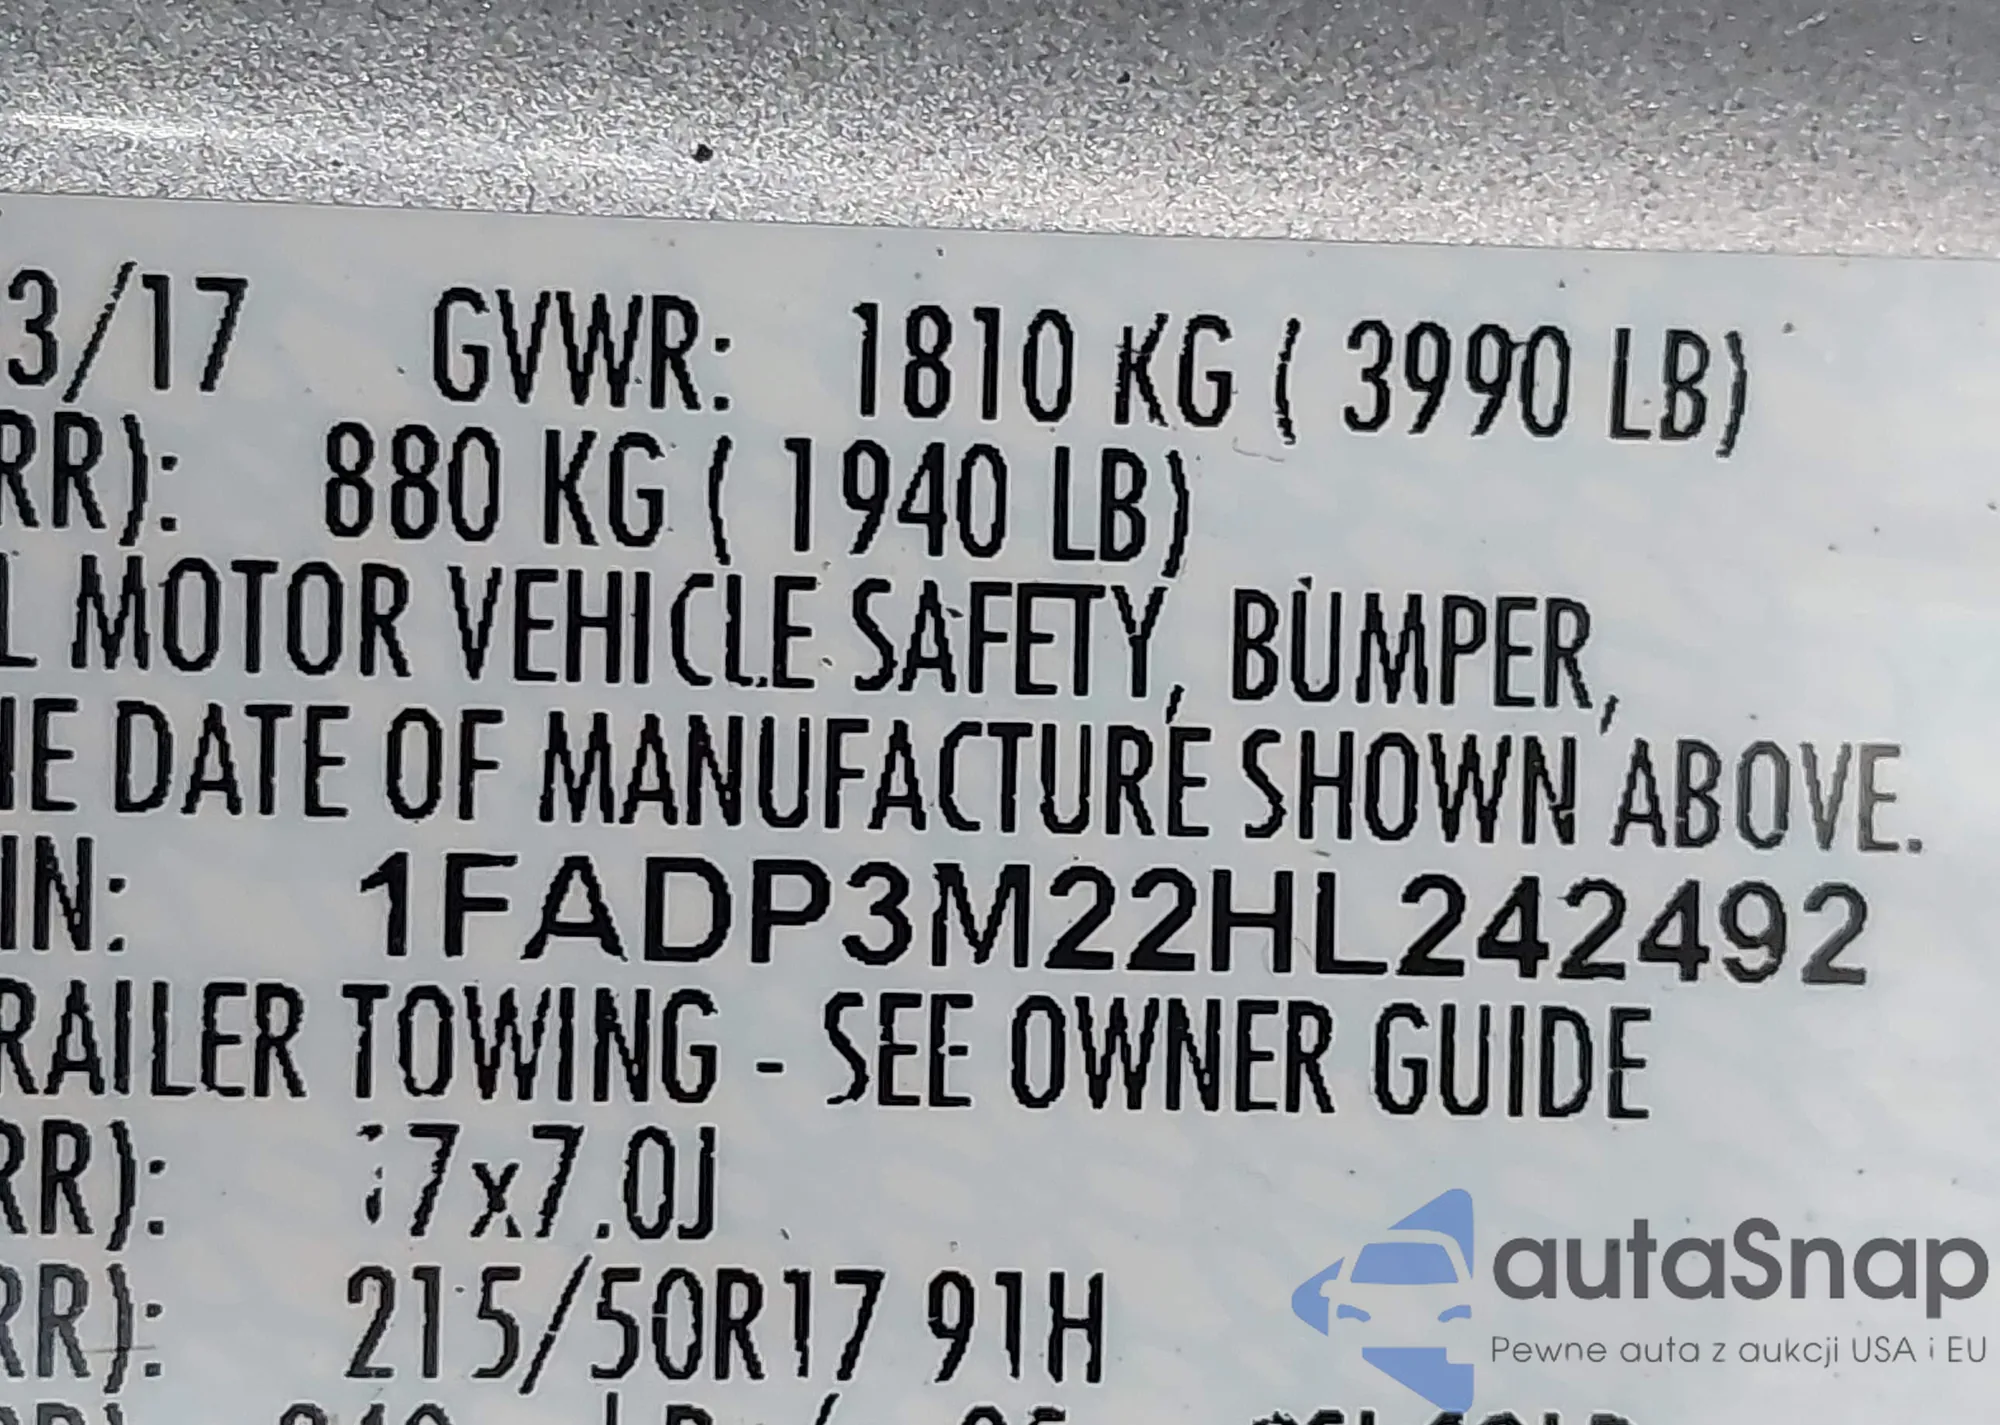 3/17 GVWR: 1810 KG ( 3990 LB)
RR): 880 KG ( 1940 LB)
L MOTOR VEHICLE SAFETY, BUMPER,
HE DATE OF MANUFACTURE SHOWN ABOVE.
IN: 1FADP3M22HL242492
RAILER TOWING - SEE OWNER GUIDE
RR): 17x7.0J
RR): 215/50R17 91H
autaSnap
Pewne auta z aukcji USA i EU